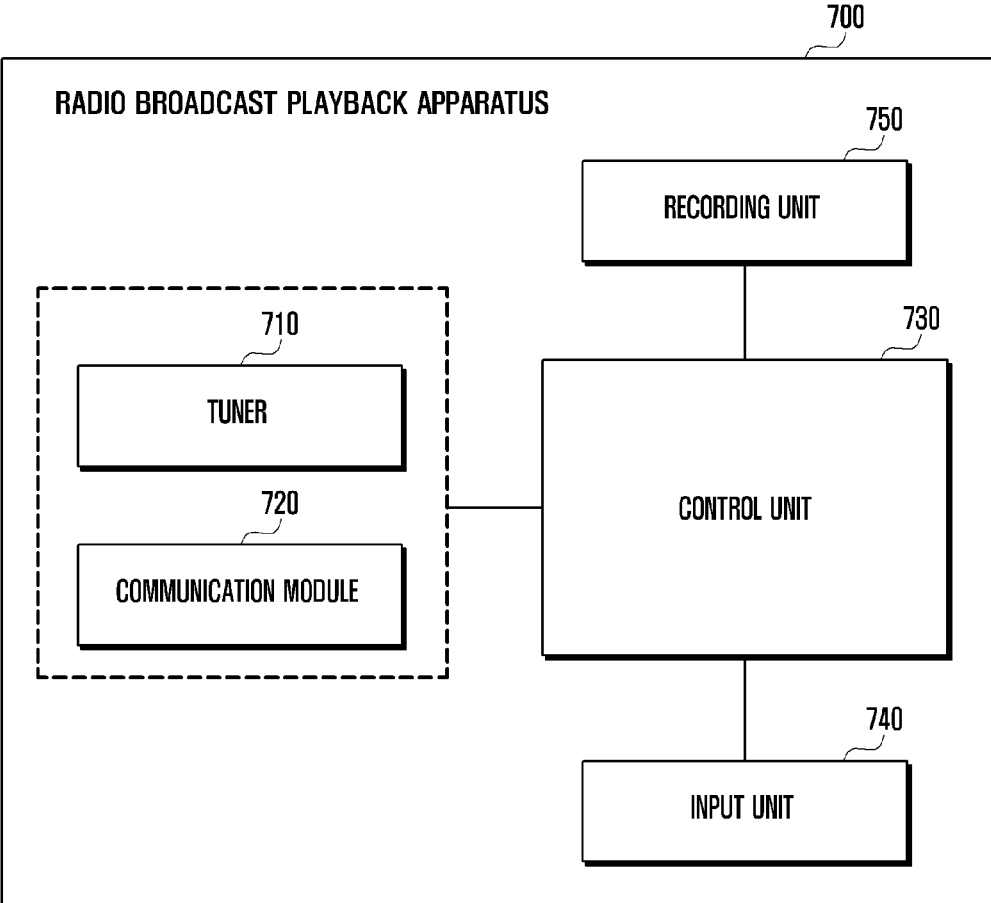 700
RADIO BROADCAST PLAYBACK APPARATUS
750
RECORDING UNIT
710
TUNER
720
COMMUNICATION MODULE
730
CONTROL UNIT
740
INPUT UNIT